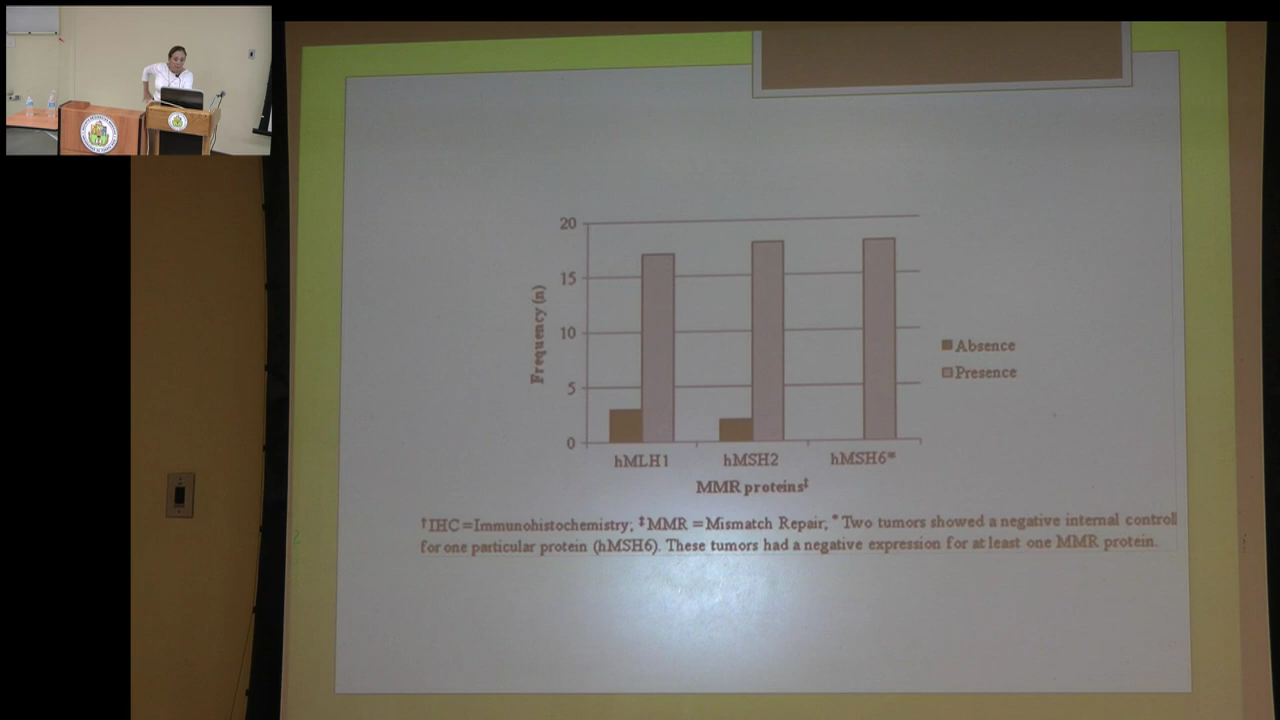 20
15
10
5
0
Frequency (n)
hMLH1 hMSH2 hMSH6*
MMR proteins‡
Absence
Presence
†IHC=Immunohistochemistry; ‡MMR =Mismatch Repair; *Two tumors showed a negative internal control
for one particular protein (hMSH6). These tumors had a negative expression for at least one MMR protein.